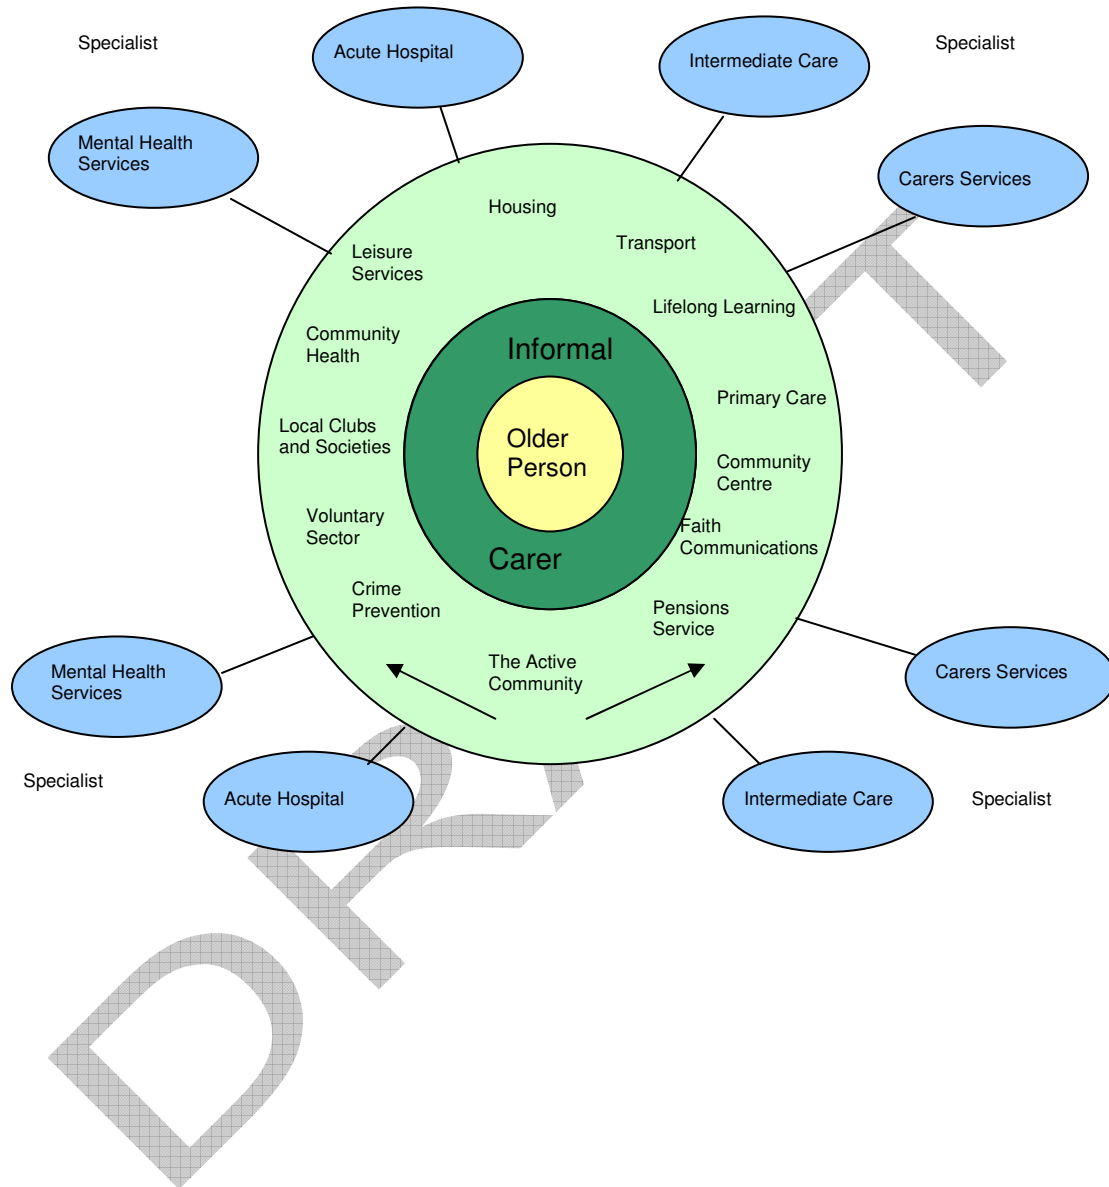 Specialist
Acute Hospital
Intermediate Care
Specialist
Mental Health
Services
Carers Services
Housing
Transport
Leisure
Services
Lifelong Learning
Community
Health
Informal
Primary Care
Local Clubs
and Societies
Older
Person
Community
Centre
Voluntary
Sector
Faith
Communications
Carer
Crime
Prevention
Pensions
Service
The Active
Community
Mental Health
Services
Carers Services
Specialist
Acute Hospital
Intermediate Care
Specialist
DRAFT